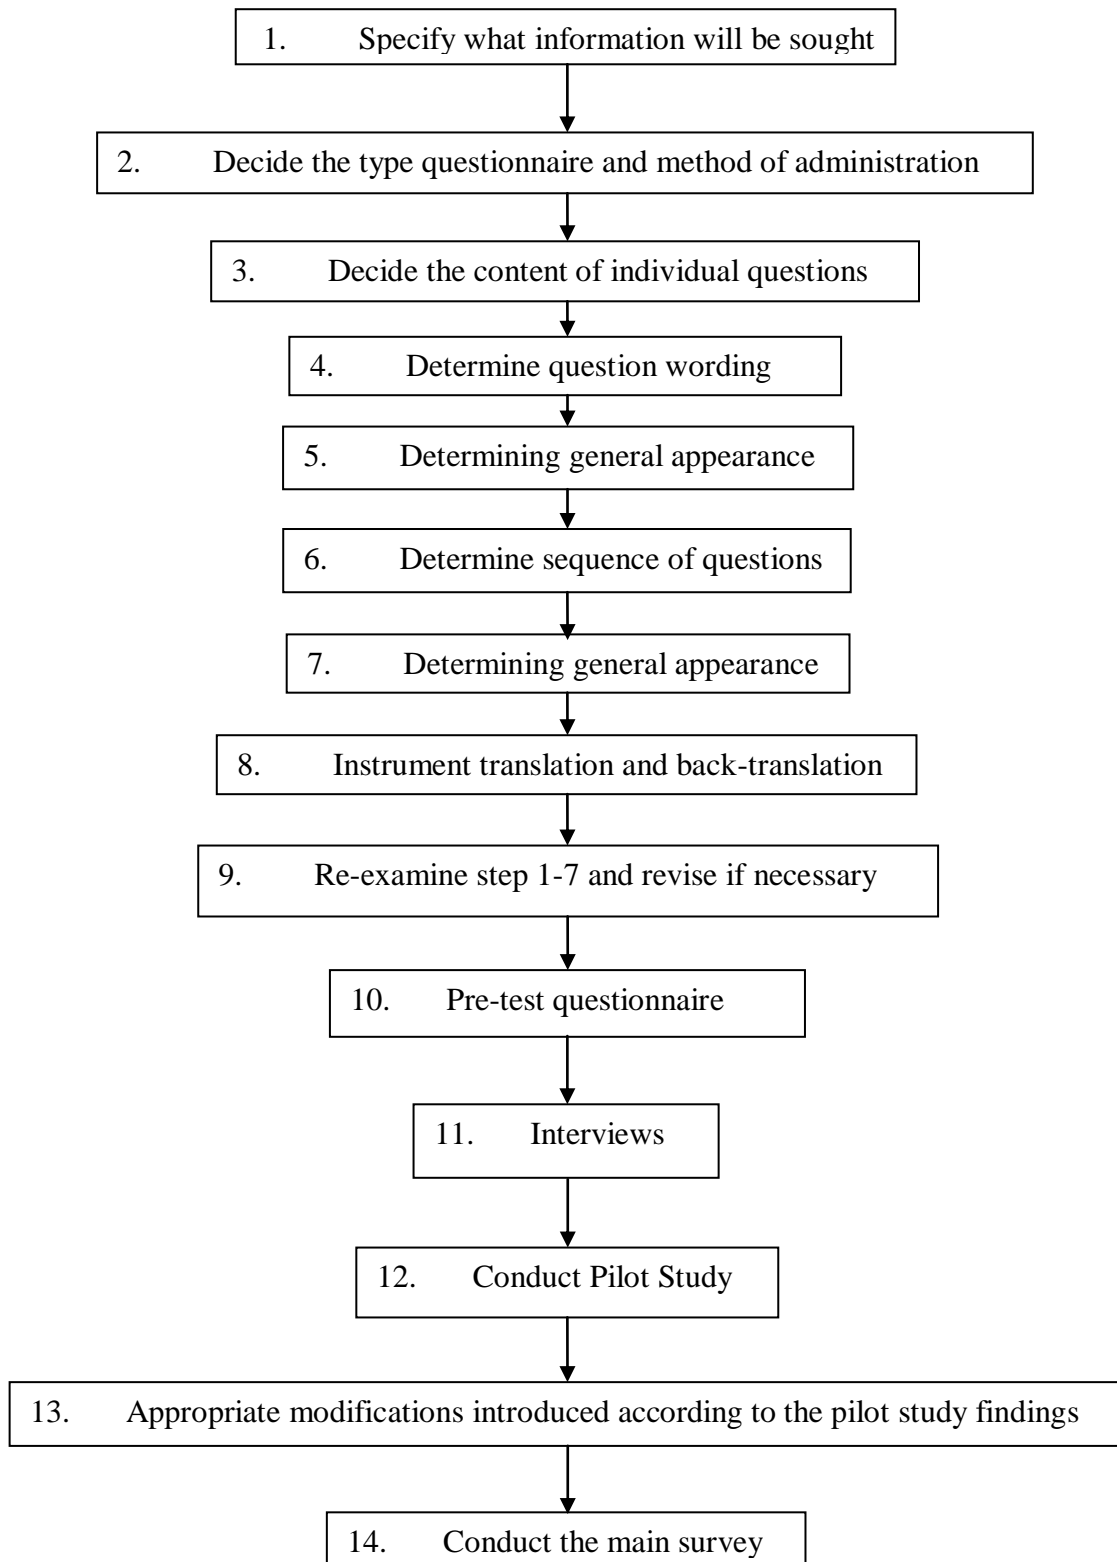 1. Specify what information will be sought
2. Decide the type questionnaire and method of administration
3. Decide the content of individual questions
4. Determine question wording
5. Determining general appearance
6. Determine sequence of questions
7. Determining general appearance
8. Instrument translation and back-translation
9. Re-examine step 1-7 and revise if necessary
10. Pre-test questionnaire
11. Interviews
12. Conduct Pilot Study
13. Appropriate modifications introduced according to the pilot study findings
14. Conduct the main survey